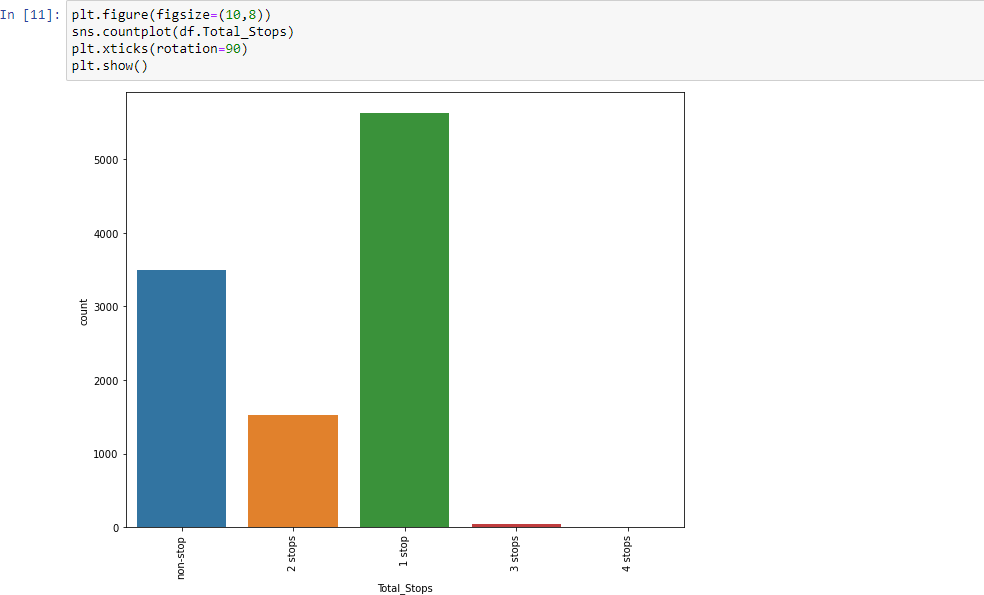 In [11]: plt.figure(figsize=(10,8))
sns.countplot(df.Total_Stops)
plt.xticks(rotation=90)
plt.show()
5000
4000
3000
2000
1000
0
count
non-stop
2 stops
1 stop
3 stops
4 stops
Total_Stops